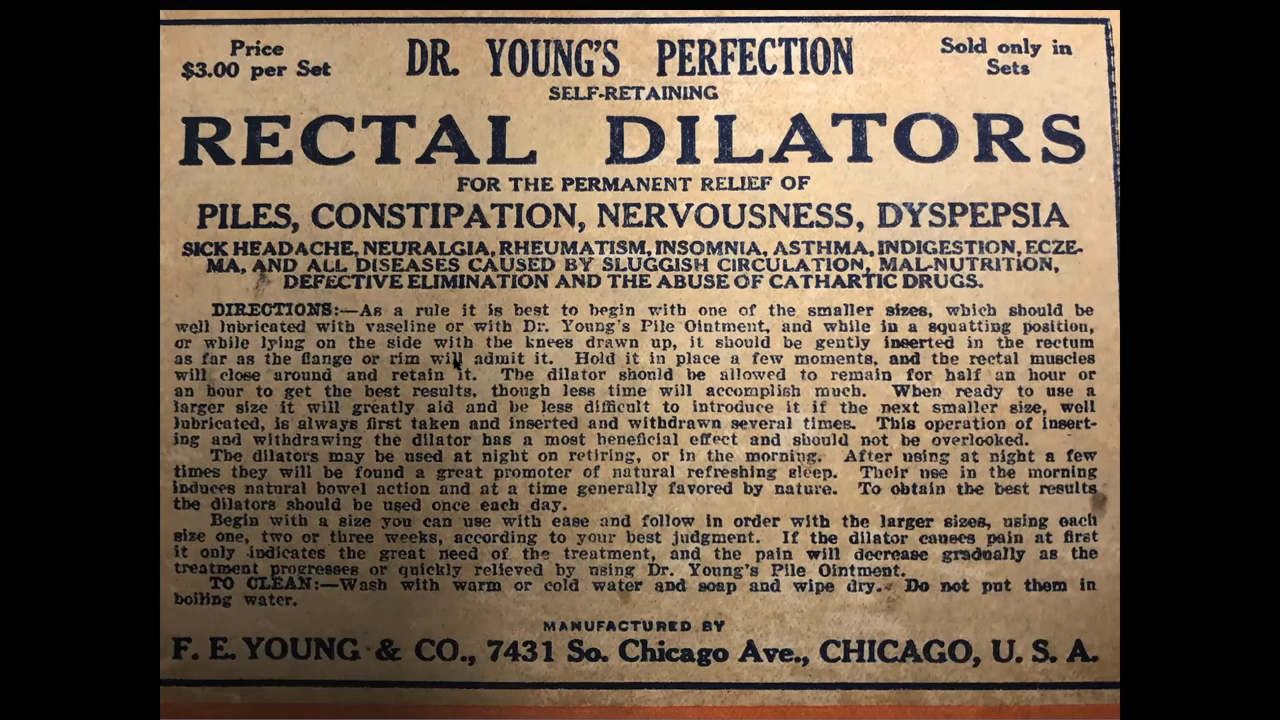 Price
$3.00 per Set
DR. YOUNG'S PERFECTION
Sold only in
Sets
SELF-RETAINING
RECTAL DILATORS
FOR THE PERMANENT RELIEF OF
PILES, CONSTIPATION, NERVOUSNESS, DYSPEPSIA
SICK HEADACHE, NEURALGIA, RHEUMATISM, INSOMNIA, ASTHMA, INDIGESTION, ECZE-
MA, AND ALL DISEASES CAUSED BY SLUGGISH CIRCULATION, MAL-NUTRITION,
DEFECTIVE ELIMINATION AND THE ABUSE OF CATHARTIC DRUGS.
DIRECTIONS:—As a rule it is best to begin with one of the smaller sizes, which should be
well lubricated with vaseline or with Dr. Young's Pile Ointment, and while in a squatting position,
or while lying on the side with the knees drawn up, it should be gently inserted in the rectum
as far as the flange or rim will admit it. Hold it in place a few moments, and the rectal muscles
will close around and retain it. The dilator should be allowed to remain for half an hour or
an hour to get the best results, though less time will accomplish much. When ready to use a
larger size it will greatly aid and be less difficult to introduce it if the next smaller size, well
lubricated, is always first taken and inserted and withdrawn several times. This operation of insert-
ing and withdrawing the dilator has a most beneficial effect and should not be overlooked.
The dilators may be used at night on retiring, or in the morning. After using at night a few
times they will be found a great promoter of natural refreshing sleep. Their use in the morning
induces natural bowel action and at a time generally favored by nature. To obtain the best results
the dilators should be used once each day.
Begin with a size you can use with ease and follow in order with the larger sizes, using each
size one, two or three weeks, according to your best judgment. If the dilator causes pain at first
it only indicates the great need of the treatment, and the pain will decrease gradually as the
treatment progresses or quickly relieved by using Dr. Young's Pile Ointment.
TO CLEAN:—Wash with warm or cold water and soap and wipe dry. Do not put them in
boiling water.
MANUFACTURED BY
F. E. YOUNG & CO., 7431 So. Chicago Ave., CHICAGO, U. S. A.